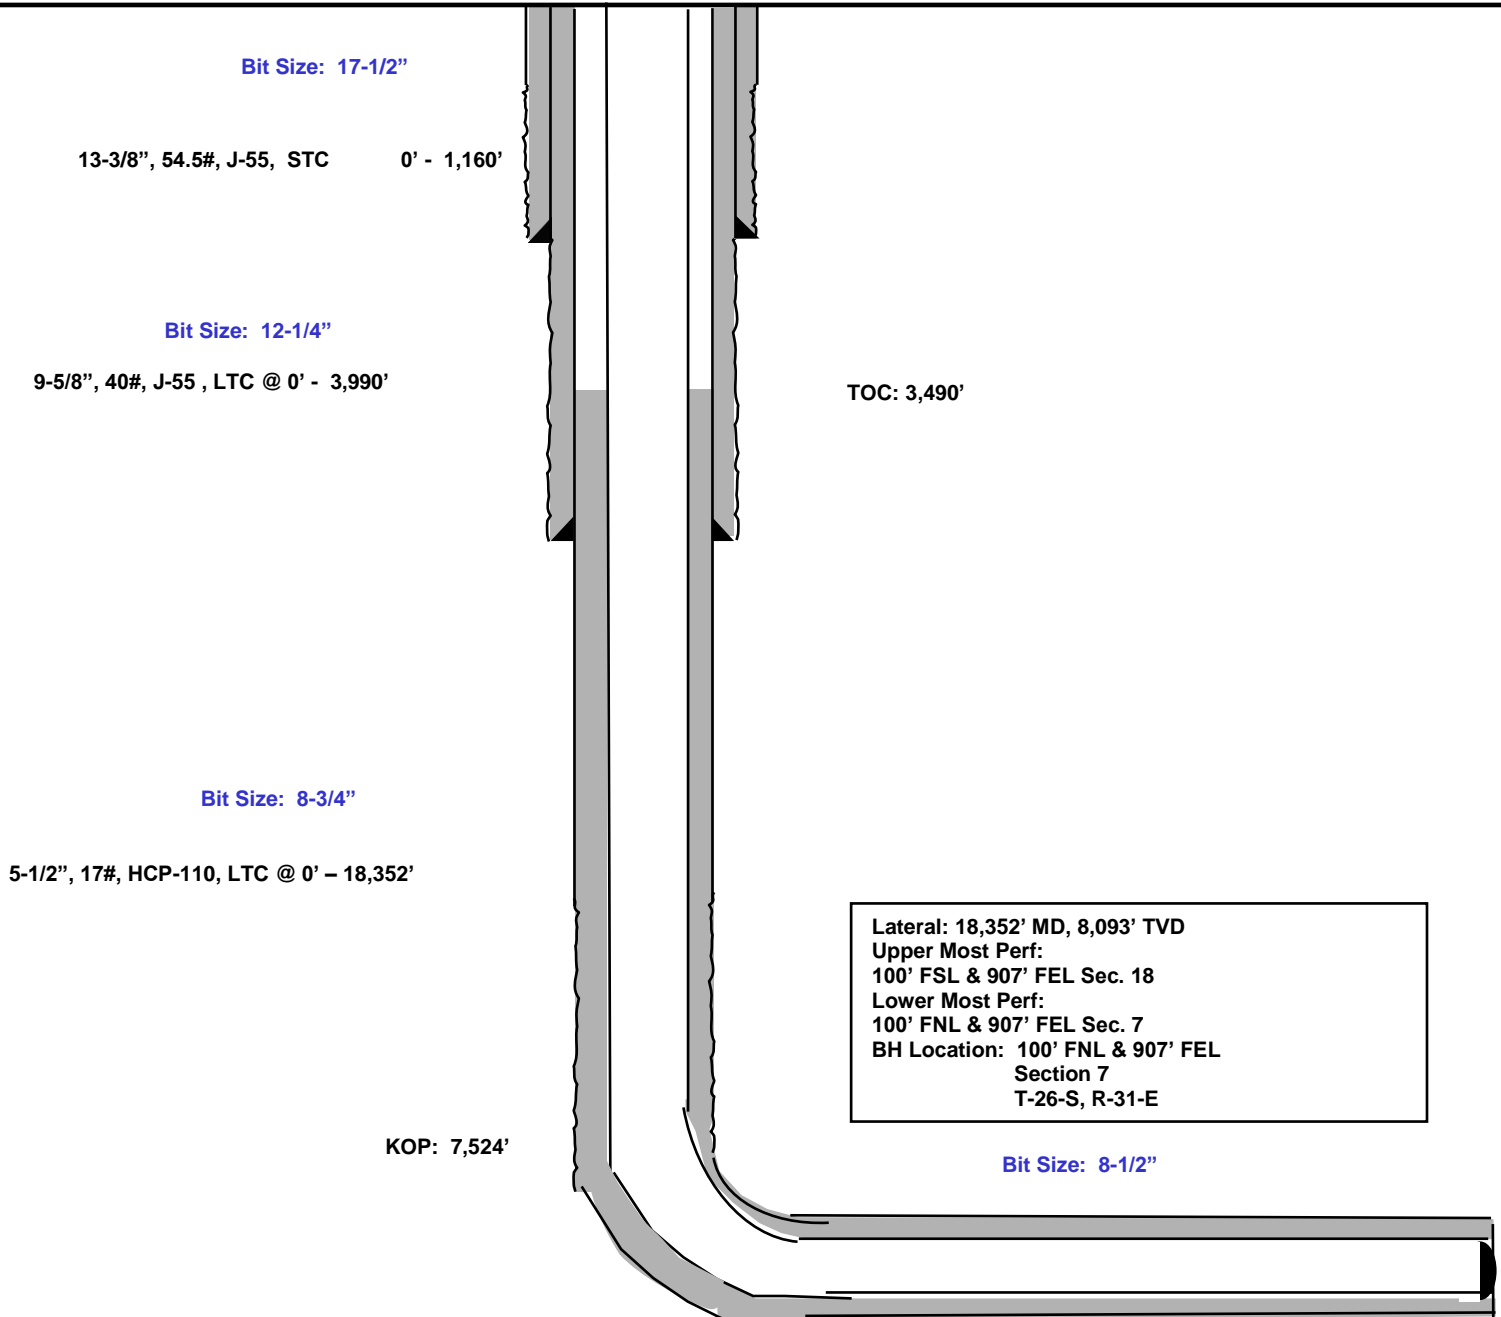 Bit Size:  17-1/2”
13-3/8”, 54.5#, J-55,  STC 0’ -  1,160’
Bit Size:  12-1/4”
9-5/8”, 40#, J-55 , LTC @ 0’ -  3,990’
TOC: 3,490’
Bit Size:  8-3/4”
5-1/2”, 17#, HCP-110, LTC @ 0’ – 18,352’
Lateral: 18,352’ MD, 8,093’ TVD
Upper Most Perf:
100’ FSL & 907’ FEL Sec. 18
Lower Most Perf:
100’ FNL & 907’ FEL Sec. 7
BH Location:  100’ FNL & 907’ FEL
Section 7
T-26-S, R-31-E
KOP:  7,524’
Bit Size:  8-1/2”